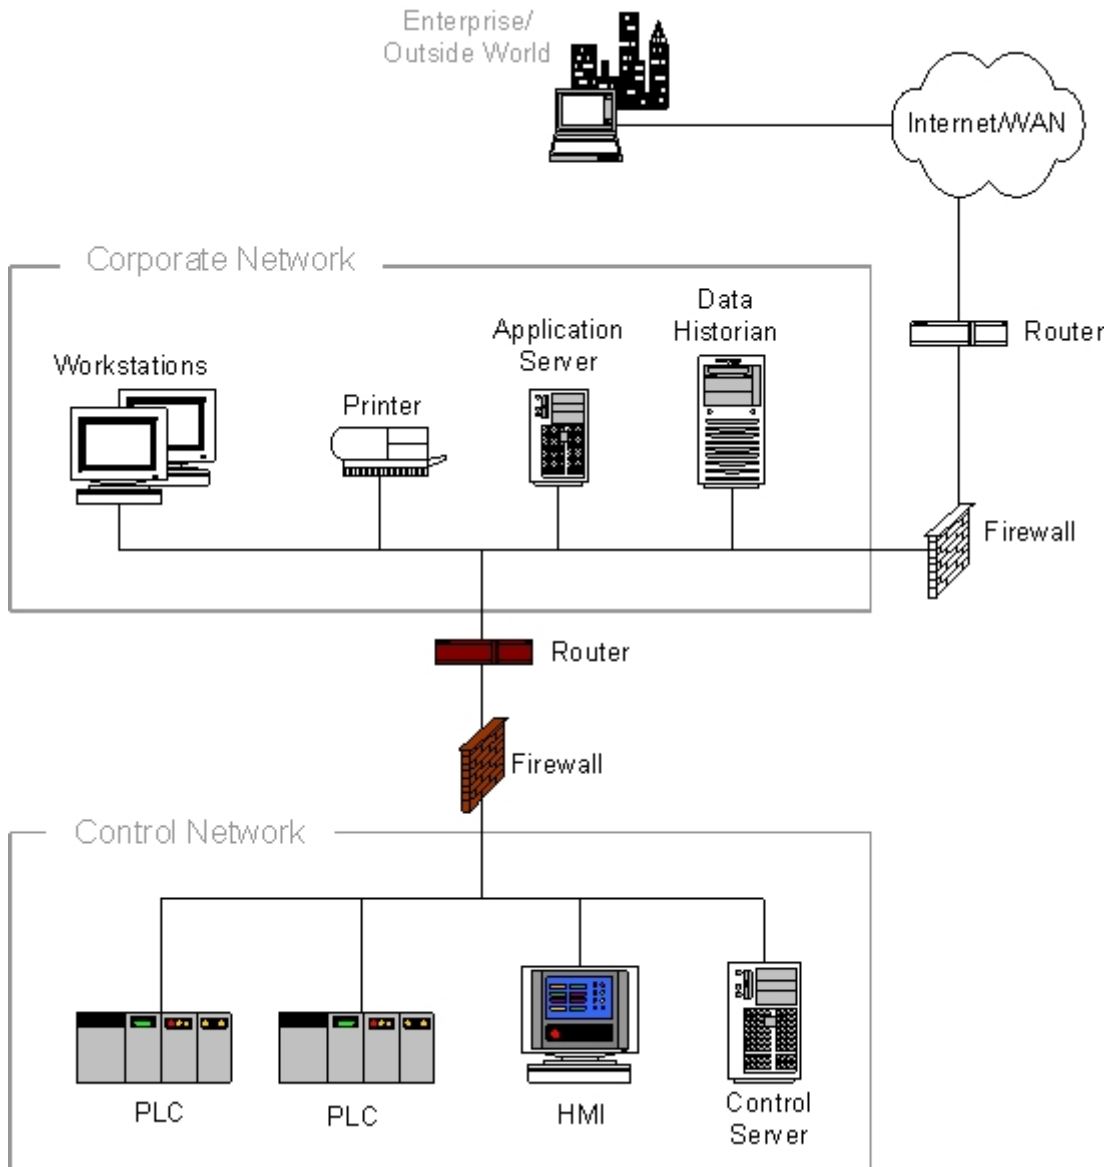 Enterprise/
Outside World
Internet/WAN
Corporate Network
Data
Historian
Application
Server
Router
Workstations
Printer
Firewall
Router
Firewall
Control Network
PLC
PLC
HMI
Control
Server